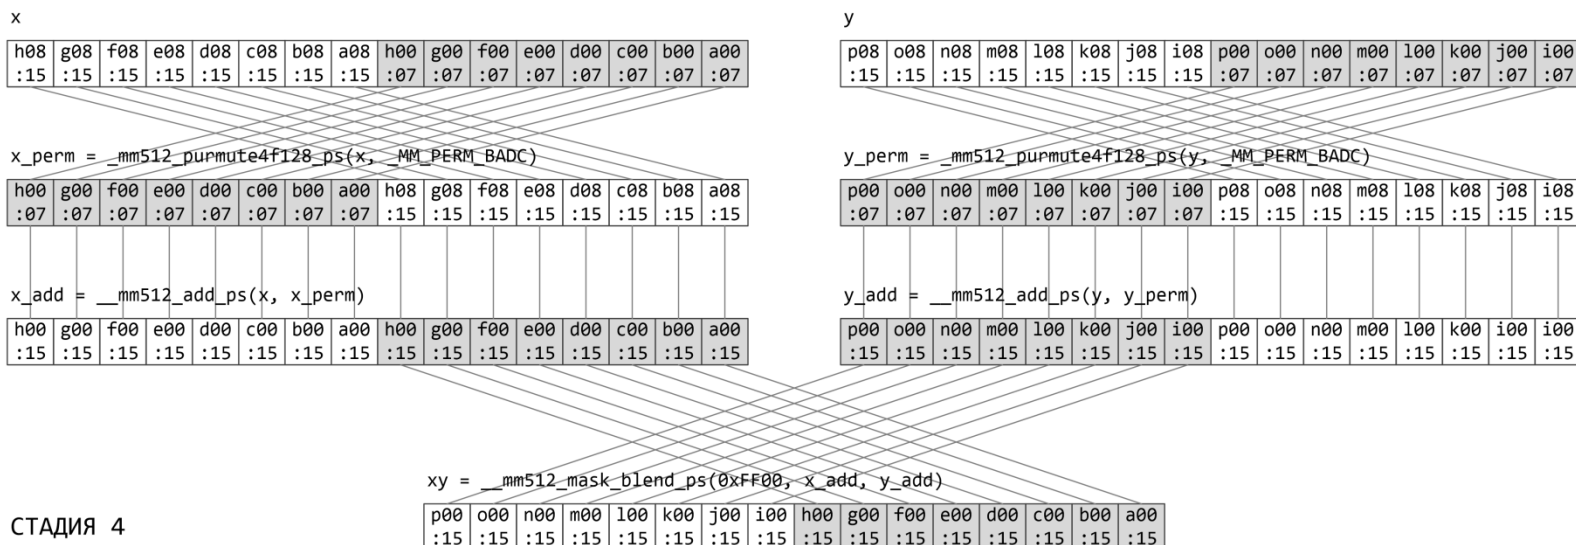 x y
h08 g08 f08 e08 d08 c08 b08 a08 h00 g00 f00 e00 d00 c00 b00 a00 p08 o08 n08 m08 l08 k08 j08 i08 p00 o00 n00 m00 l00 k00 j00 i00
:15 :15 :15 :15 :15 :15 :15 :15 :07 :07 :07 :07 :07 :07 :07 :07 :15 :15 :15 :15 :15 :15 :15 :15 :07 :07 :07 :07 :07 :07 :07 :07
x_perm = _mm512_purmute4f128_ps(x, _MM_PERM_BADC) y_perm = _mm512_purmute4f128_ps(y, _MM_PERM_BADC)
h00 g00 f00 e00 d00 c00 b00 a00 h08 g08 f08 e08 d08 c08 b08 a08 p00 o00 n00 m00 l00 k00 j00 i00 p08 o08 n08 m08 l08 k08 j08 i08
:07 :07 :07 :07 :07 :07 :07 :07 :15 :15 :15 :15 :15 :15 :15 :15 :07 :07 :07 :07 :07 :07 :07 :07 :15 :15 :15 :15 :15 :15 :15 :15
x_add = __mm512_add_ps(x, x_perm) y_add = __mm512_add_ps(y, y_perm)
h00 g00 f00 e00 d00 c00 b00 a00 h00 g00 f00 e00 d00 c00 b00 a00 p00 o00 n00 m00 l00 k00 j00 i00 p00 o00 n00 m00 l00 k00 i00 i00
:15 :15 :15 :15 :15 :15 :15 :15 :15 :15 :15 :15 :15 :15 :15 :15 :15 :15 :15 :15 :15 :15 :15 :15 :15 :15 :15 :15 :15 :15 :15 :15
xy = __mm512_mask_blend_ps(0xFF00, x_add, y_add)
p00 o00 n00 m00 l00 k00 j00 i00 h00 g00 f00 e00 d00 c00 b00 a00
СТАДИЯ 4 :15 :15 :15 :15 :15 :15 :15 :15 :15 :15 :15 :15 :15 :15 :15 :15